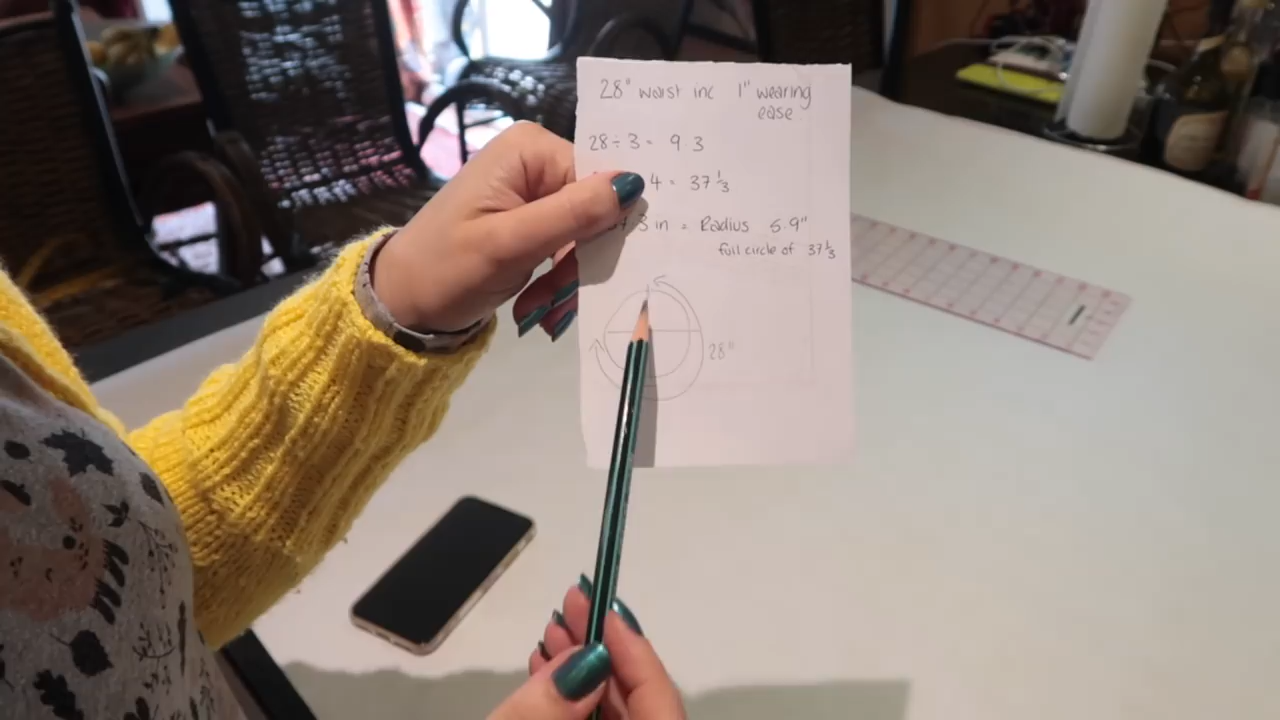 28" waist inc 1" wearing
ease.
28 ÷ 3 = 9.3
4 = 37 1/3
3 in = Radius 5.9"
full circle of 37 1/3
28"